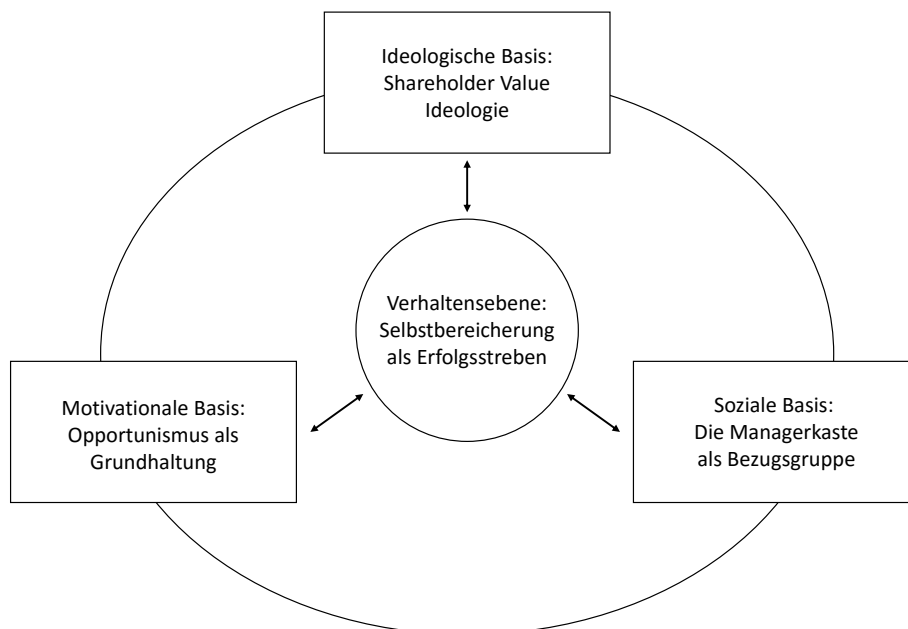 Ideologische Basis:
Shareholder Value
Ideologie
Verhaltensebene:
Selbstbereicherung
als Erfolgsstreben
Motivationale Basis:
Opportunismus als
Grundhaltung
Soziale Basis:
Die Managerkaste
als Bezugsgruppe